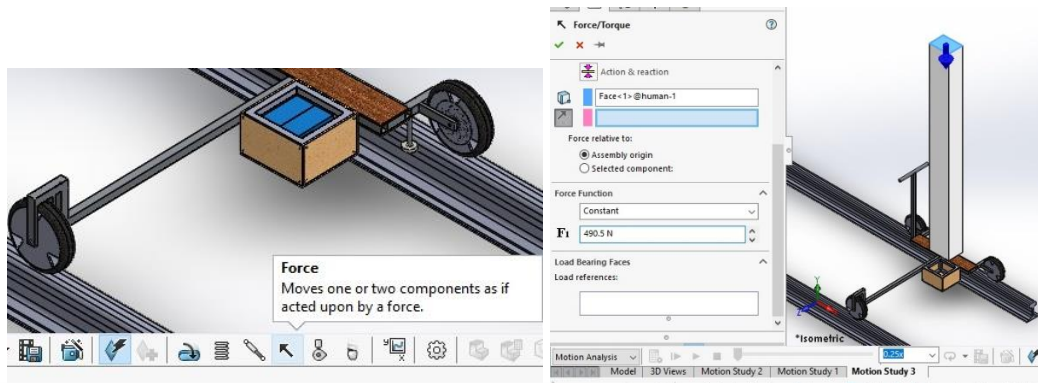 Force
Moves one or two components as if
acted upon by a force.
Force/Torque
Action & reaction
Face<1>@human-1
Force relative to:
Assembly origin
Selected component:
Force Function
Constant
F1 490.5 N
Load Bearing Faces
Load references:
Y
Z
*Isometric
Motion Analysis
0.25x
Model
3D Views
Motion Study 2
Motion Study 1
Motion Study 3